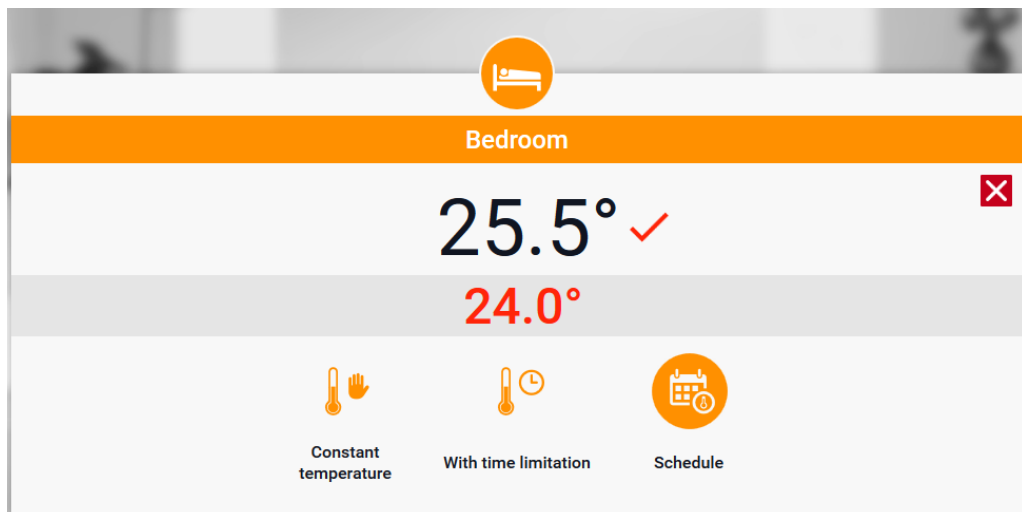 Bedroom
25.5°
24.0°
Constant
temperature
With time limitation
Schedule